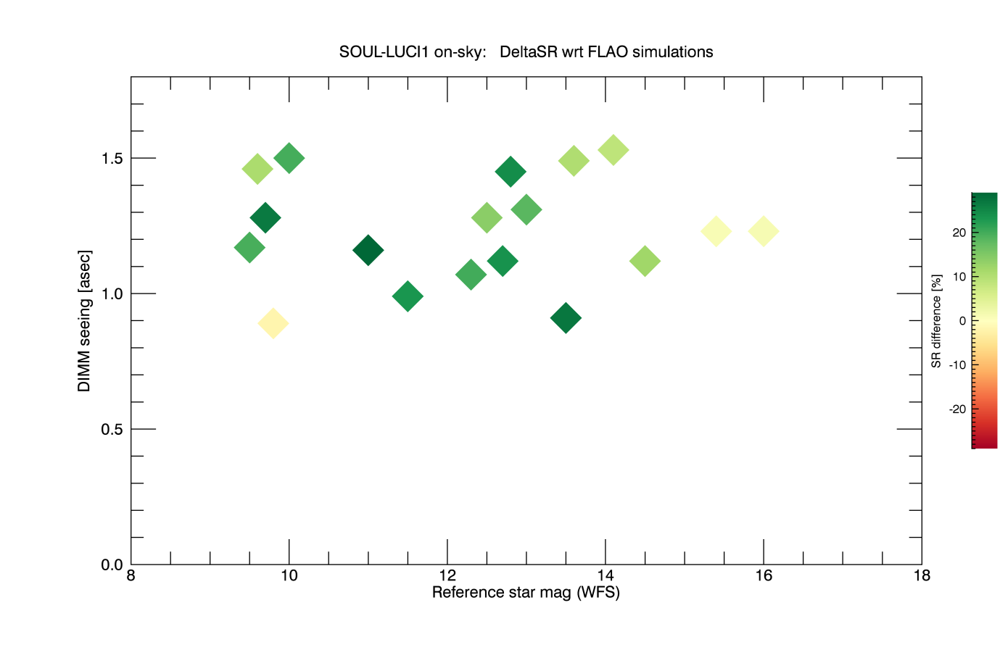 SOUL-LUCI1 on-sky:   DeltaSR wrt FLAO simulations
1.5
1.0
0.5
0.0
DIMM seeing [asec]
8 10 12 14 16 18
Reference star mag (WFS)
20
10
0
-10
-20
SR difference [%]